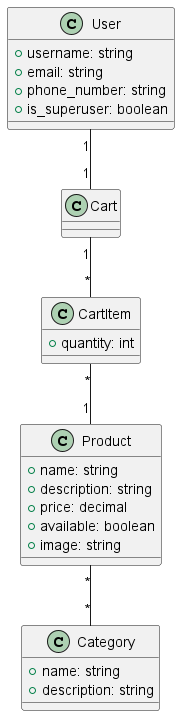 C User
username: string
email: string
phone_number: string
is_superuser: boolean
1
1
C Cart
1
*
C CartItem
quantity: int
*
1
C Product
name: string
description: string
price: decimal
available: boolean
image: string
*
*
C Category
name: string
description: string